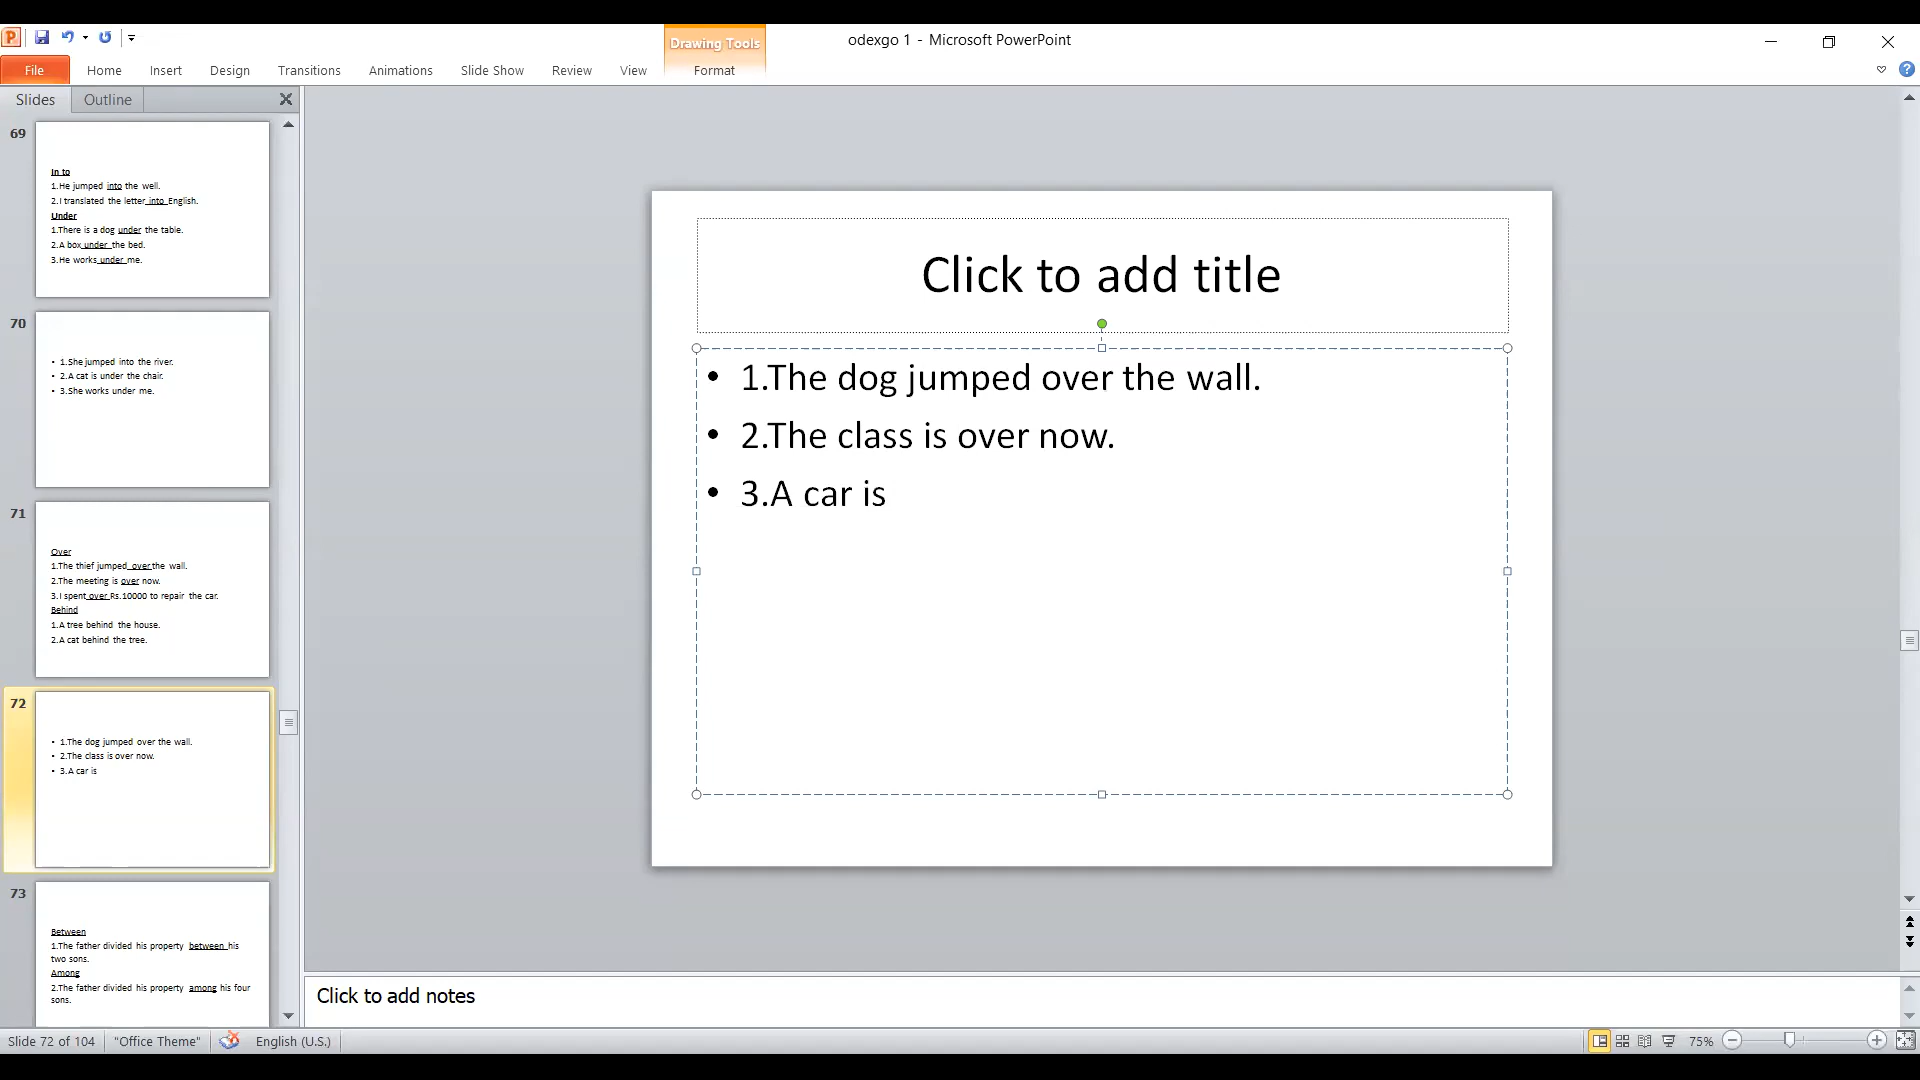 odexgo 1 - Microsoft PowerPoint
Drawing Tools
File Home Insert Design Transitions Animations Slide Show Review View Format
Slides Outline
69
In to
1.He jumped into the well.
2.I translated the letter into English.
Under
1.There is a dog under the table.
2.A box under the bed.
3.He works under me.
70
• 1.She jumped into the river.
• 2.A cat is under the chair.
• 3.She works under me.
71
Over
1.The thief jumped over the wall.
2.The meeting is over now.
3.I spent over Rs.10000 to repair the car.
Behind
1.A tree behind the house.
2.A cat behind the tree.
72
• 1.The dog jumped over the wall.
• 2.The class is over now.
• 3.A car is
73
Between
1.The father divided his property between his
two sons.
Among
2.The father divided his property among his four
sons.
Click to add title
• 1.The dog jumped over the wall.
• 2.The class is over now.
• 3.A car is
Click to add notes
Slide 72 of 104 "Office Theme" English (U.S.) 75%